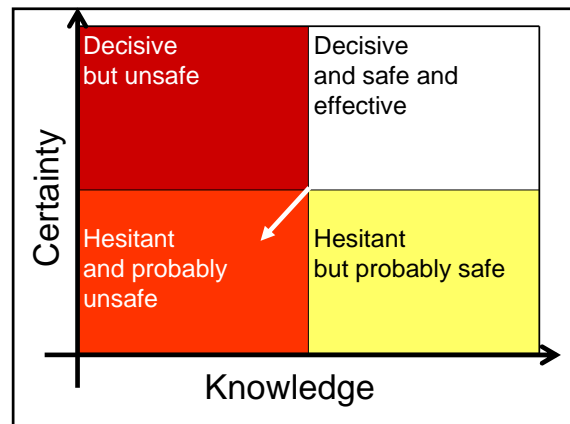 Decisive
but unsafe
Decisive
and safe and
effective
Certainty
Hesitant
and probably
unsafe
Hesitant
but probably safe
Knowledge